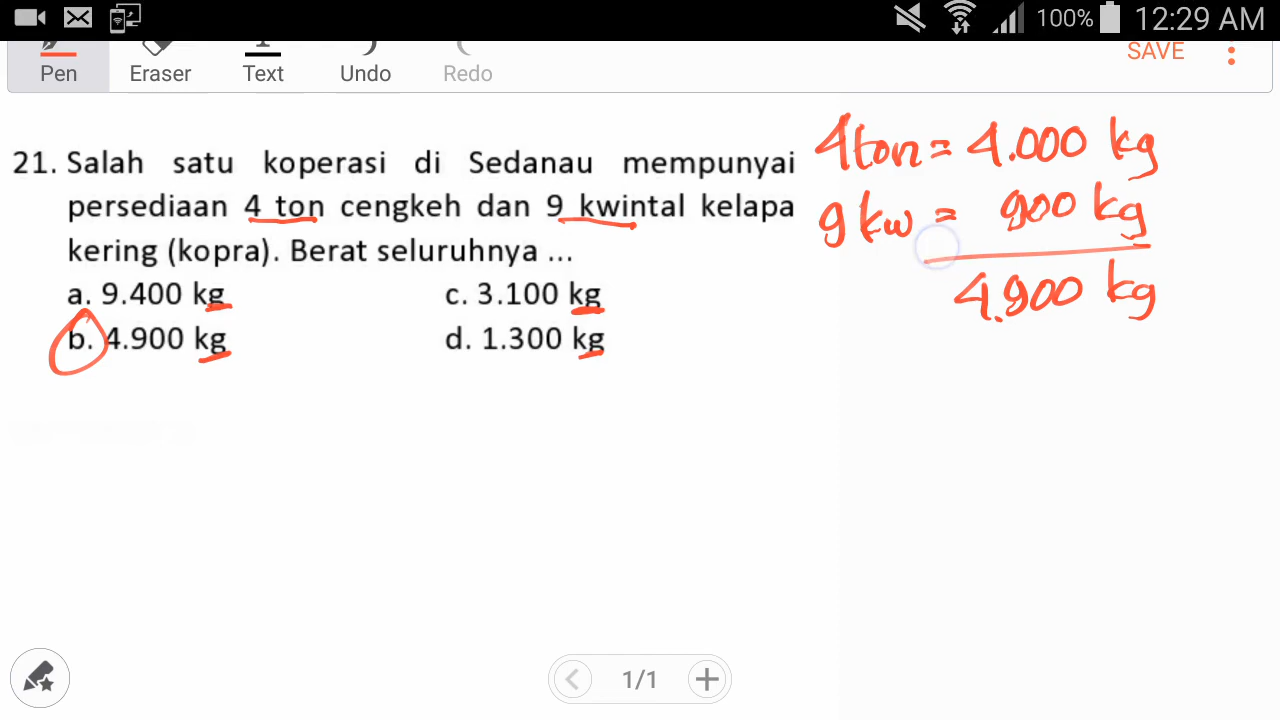 100% 12:29 AM
Pen Eraser Text Undo Redo SAVE
21. Salah satu koperasi di Sedanau mempunyai
persediaan 4 ton cengkeh dan 9 kwintal kelapa
kering (kopra). Berat seluruhnya ...
a. 9.400 kg c. 3.100 kg
b. 4.900 kg d. 1.300 kg
4 ton = 4.000 kg
9 kw = 900 kg
4.900 kg
1/1